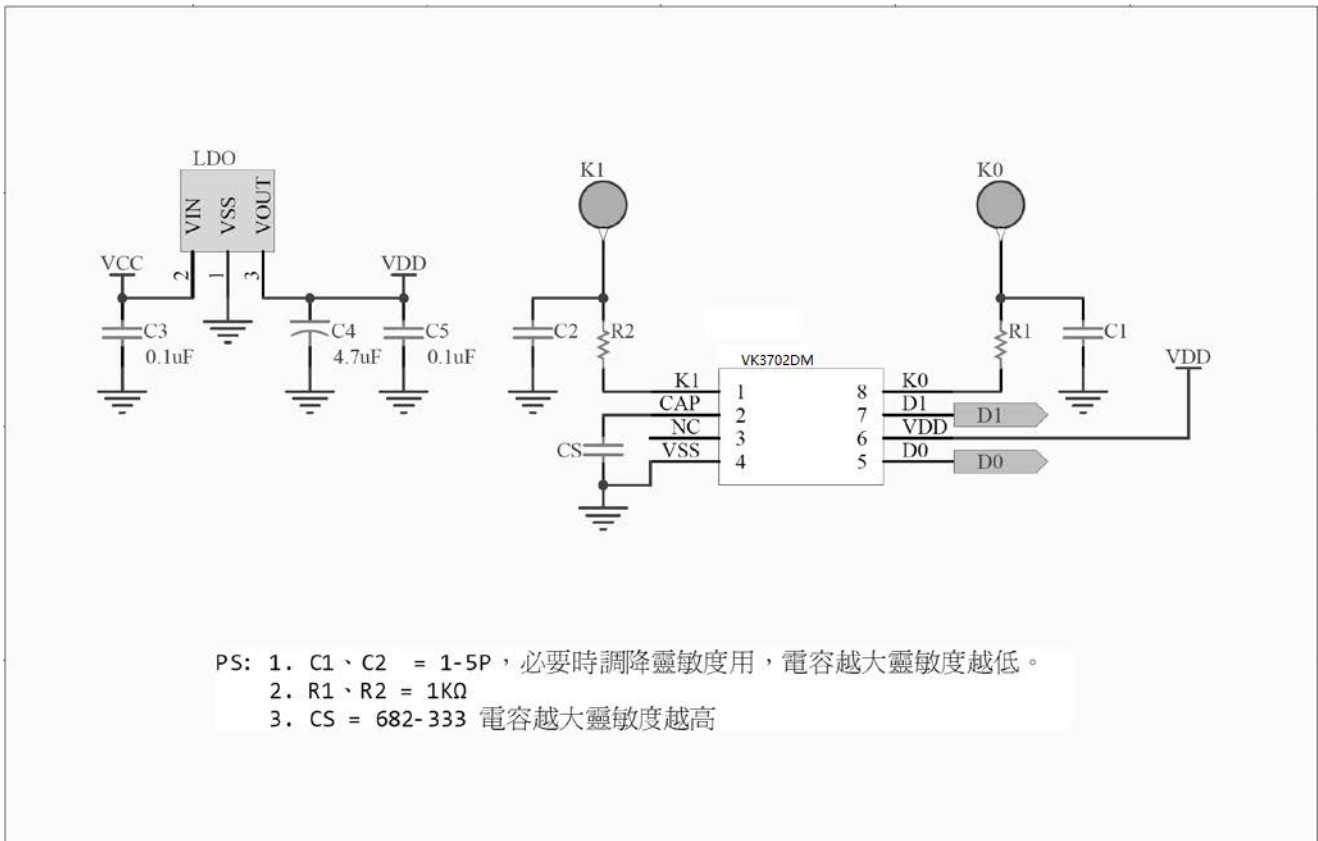 LDO
VIN
VSS
VOUT
2
1
3
VCC
VDD
C3
0.1uF
C4
4.7uF
C5
0.1uF
K1
K0
C2
R2
R1
C1
VK3702DM
VDD
K1
1
8
K0
CAP
2
7
D1
D1
NC
3
6
VDD
CS
VSS
4
5
D0
D0
PS: 1. C1、C2 = 1-5P，必要時調降靈敏度用，電容越大靈敏度越低。
2. R1、R2 = 1KΩ
3. CS = 682-333 電容越大靈敏度越高